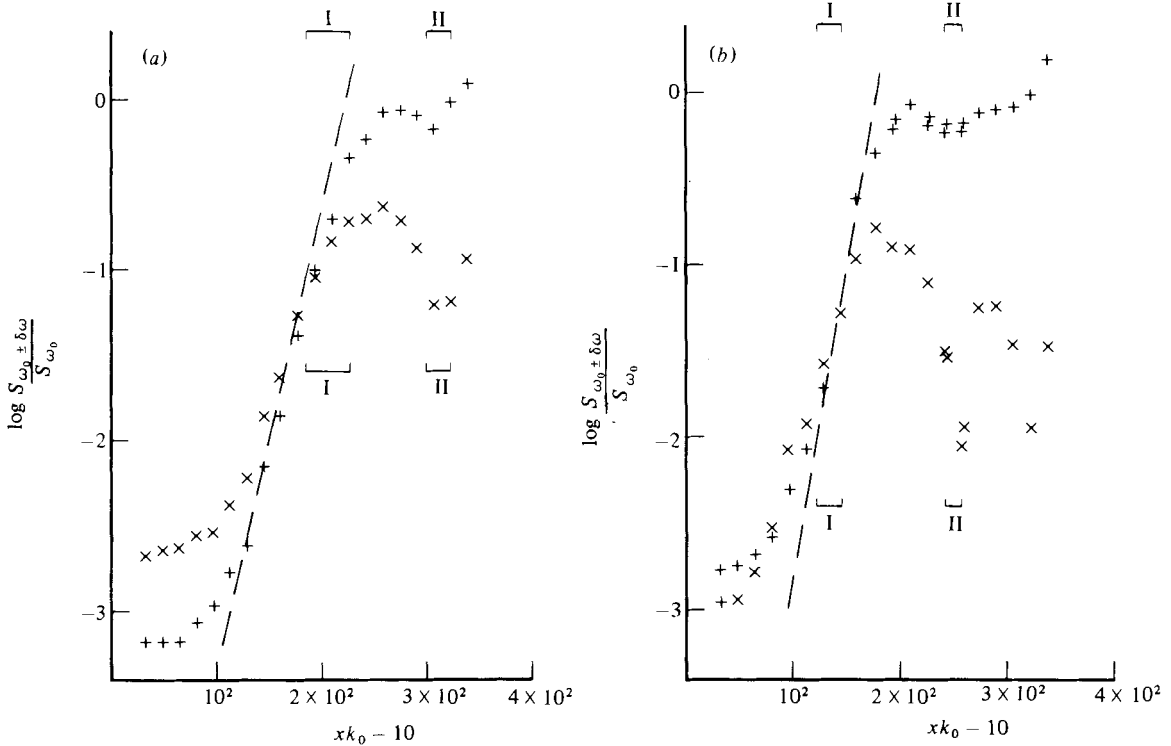 I II
(a)
0
−1
−2
−3
I II
log S_{ω₀ ± δω} / S_{ω₀}
10² 2 × 10² 3 × 10² 4 × 10²
xk₀ − 10
I II
(b)
0
−1
−2
−3
I II
log S_{ω₀ ± δω} / S_{ω₀}
10² 2 × 10² 3 × 10² 4 × 10²
xk₀ − 10